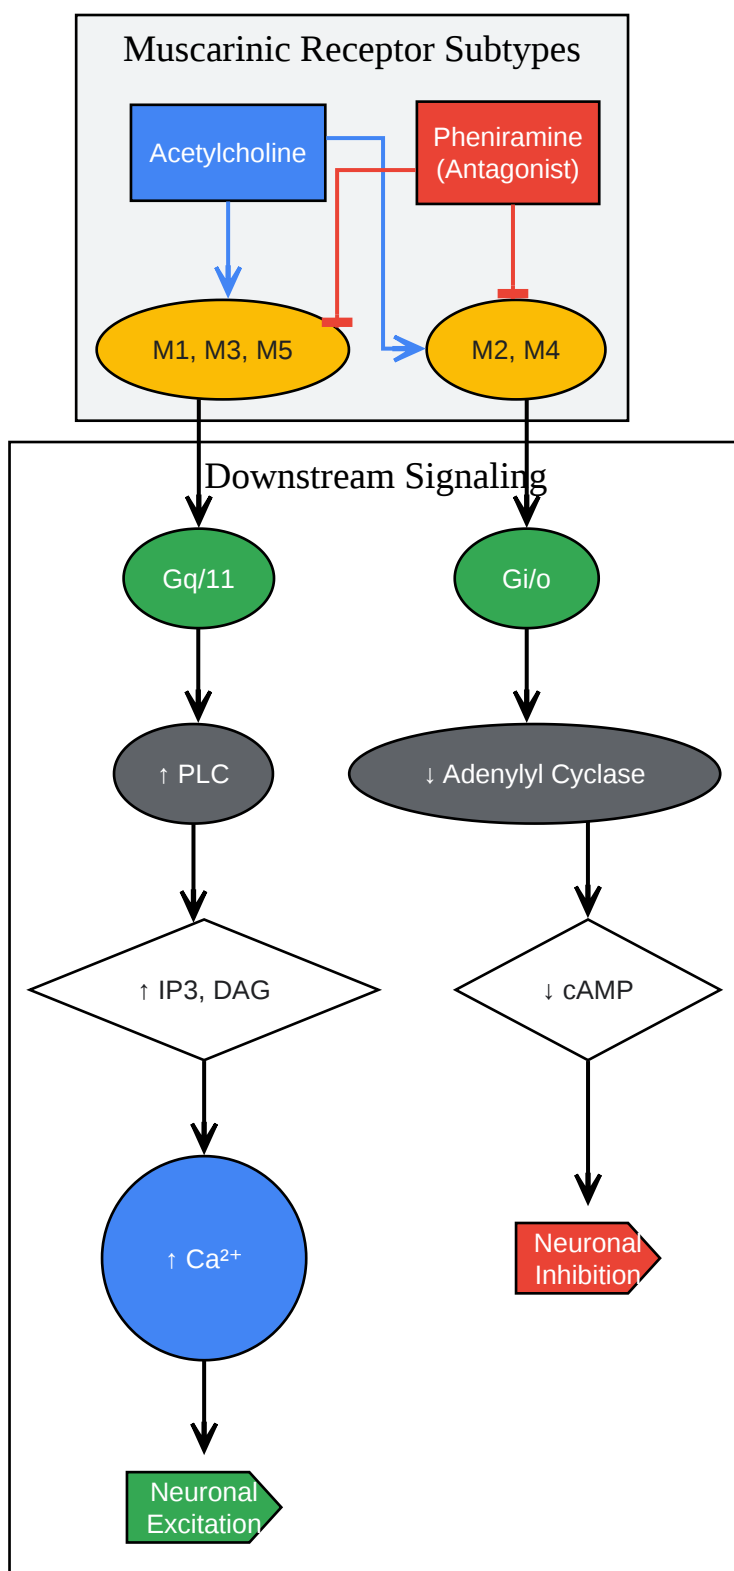 Muscarinic Receptor Subtypes
Acetylcholine
Pheniramine
(Antagonist)
M1, M3, M5
M2, M4
Downstream Signaling
Gq/11
Gi/o
↑ PLC
↓ Adenylyl Cyclase
↑ IP3, DAG
↓ cAMP
↑ Ca²⁺
Neuronal
Inhibition
Neuronal
Excitation